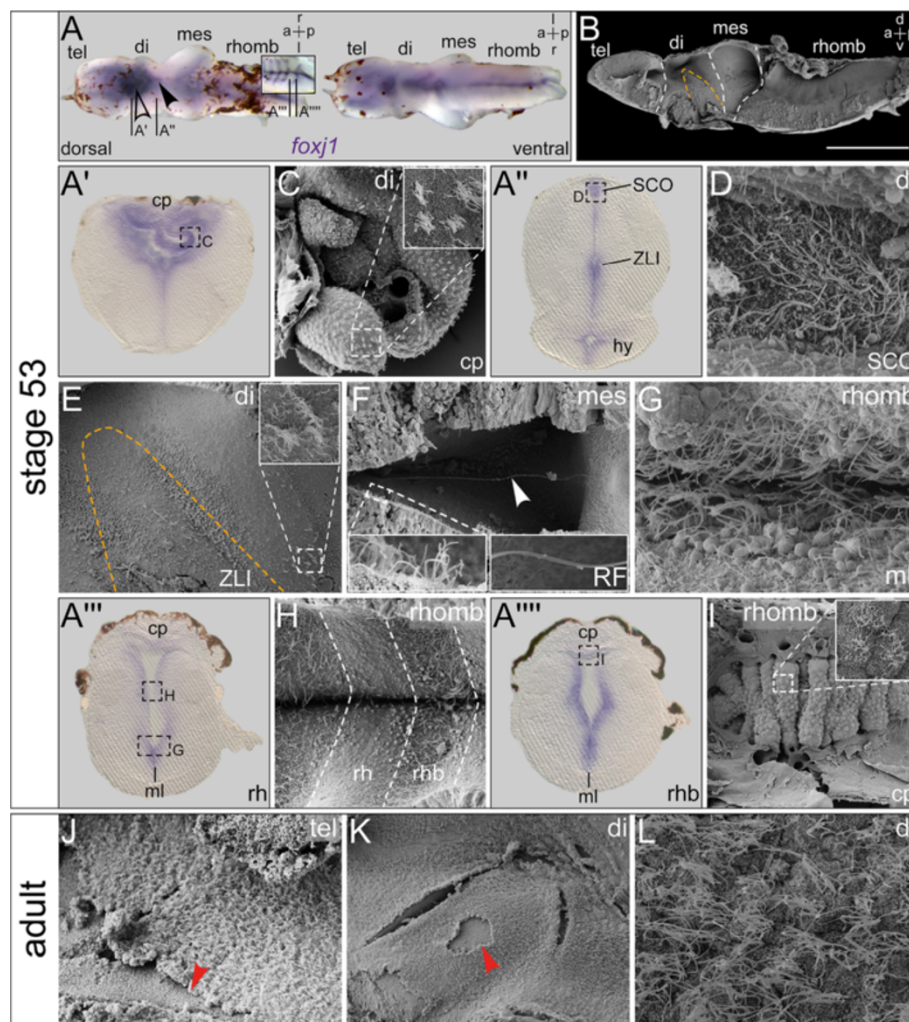 stage 53
A
tel
di
mes
rhomb
r
a p
l
di
mes
rhomb
l
a p
r
A' A'' A''' A''''
dorsal
foxj1
ventral
B
tel
di
mes
rhomb
d
a p
v
A'
cp
C
C
di
cp
A''
D
SCO
ZLI
hy
D
SCO
E
di
ZLI
F
mes
RF
G
rhomb
A'''
cp
H
G
ml
rh
H
rhomb
rh
rhb
A''''
cp
I
ml
rhb
I
rhomb
cp
adult
J
tel
K
di
L